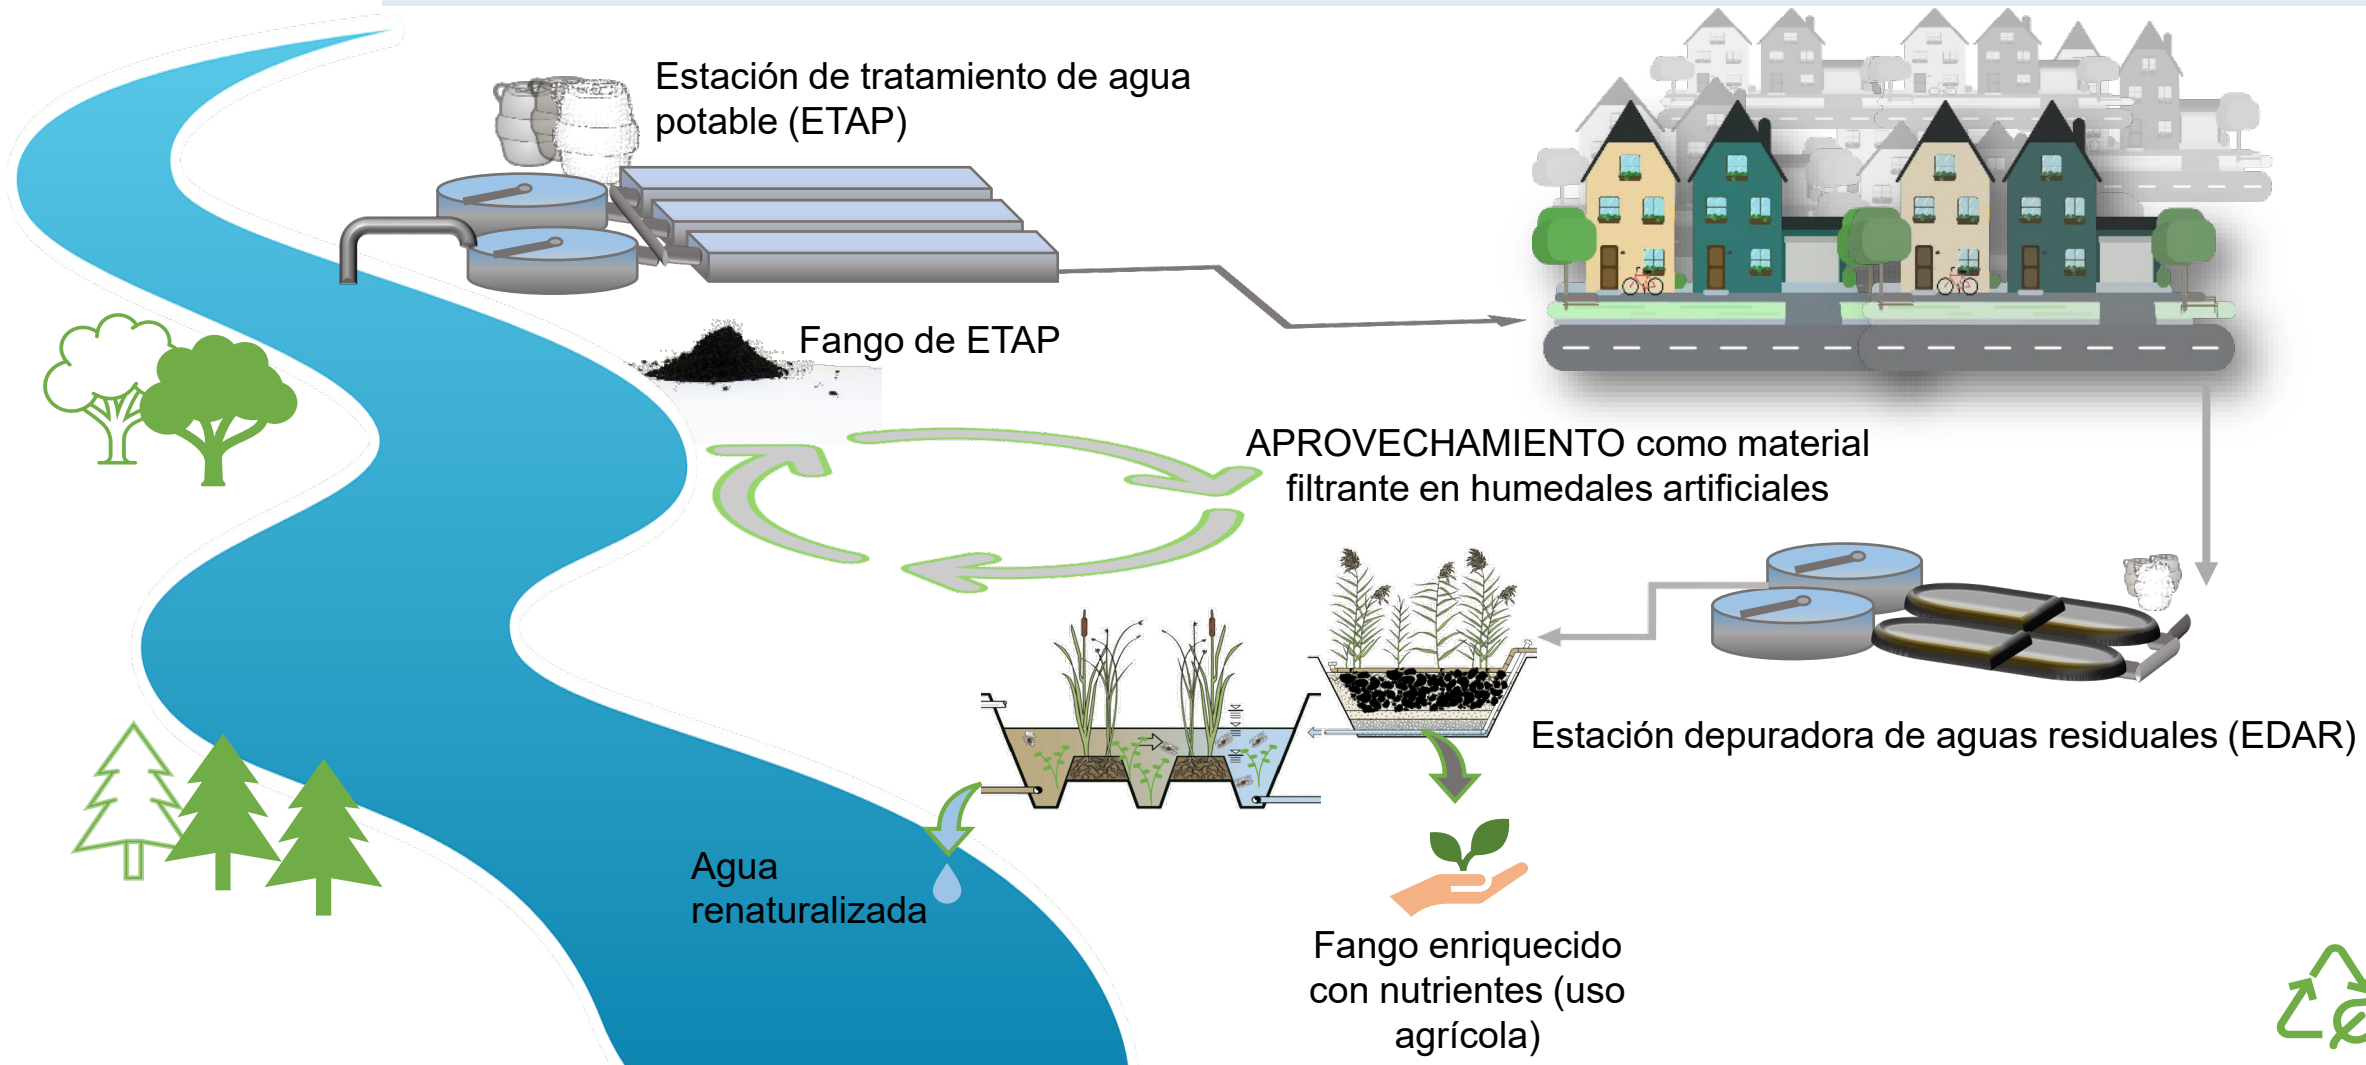 Estación de tratamiento de agua
potable (ETAP)
Fango de ETAP
APROVECHAMIENTO como material
filtrante en humedales artificiales
Estación depuradora de aguas residuales (EDAR)
Agua
renaturalizada
Fango enriquecido
con nutrientes (uso
agrícola)